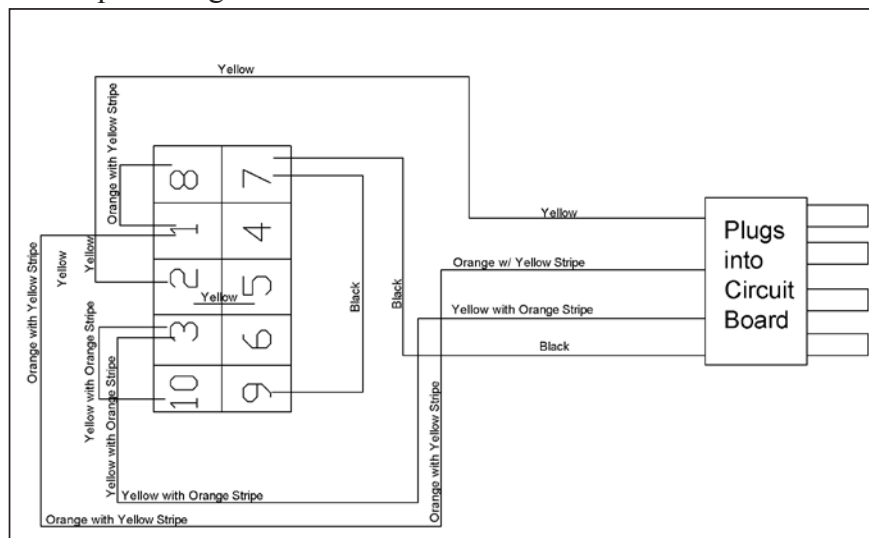 Yellow
Orange with Yellow Stripe
8
7
1
4
2
5
Yellow
3
6
10
9
Yellow
Yellow
Orange with Yellow Stripe
Yellow with Orange Stripe
Yellow with Orange Stripe
Black
Black
Yellow
Orange w/ Yellow Stripe
Yellow with Orange Stripe
Black
Orange with Yellow Stripe
Plugs
into
Circuit
Board
Yellow with Orange Stripe
Orange with Yellow Stripe